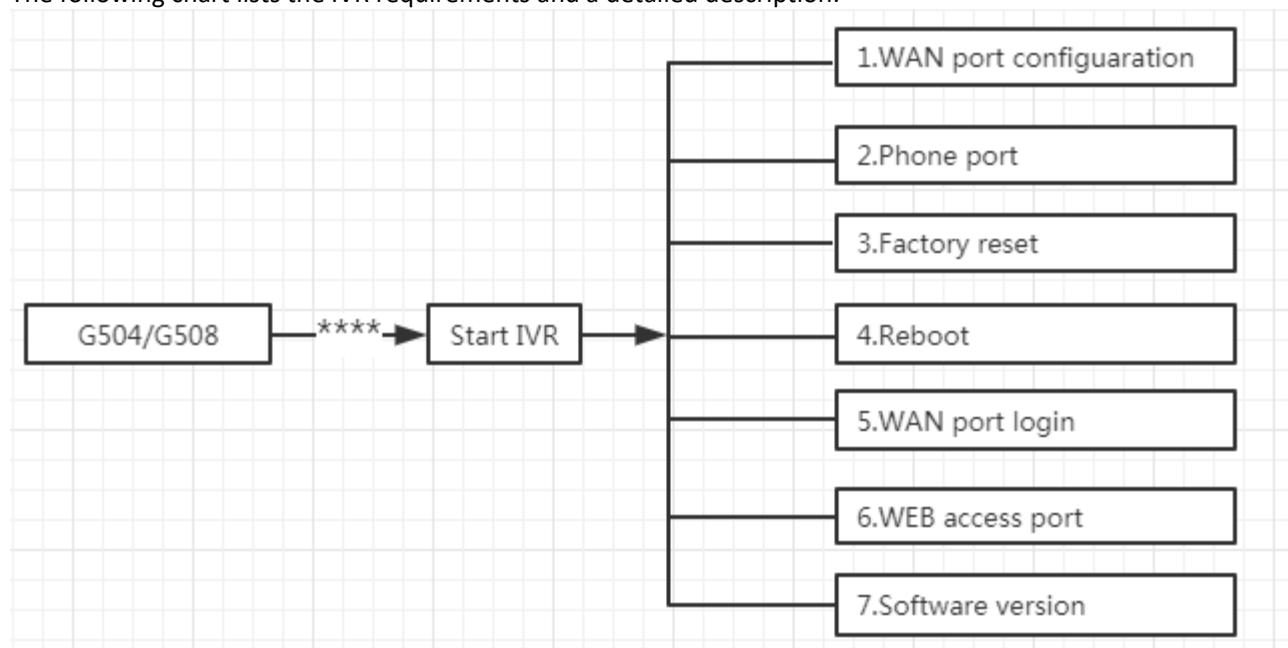 The following chart lists the IVR requirements and a detailed description.
1.WAN port configuaration
2.Phone port
3.Factory reset
G504/G508
****
Start IVR
4.Reboot
5.WAN port login
6.WEB access port
7.Software version